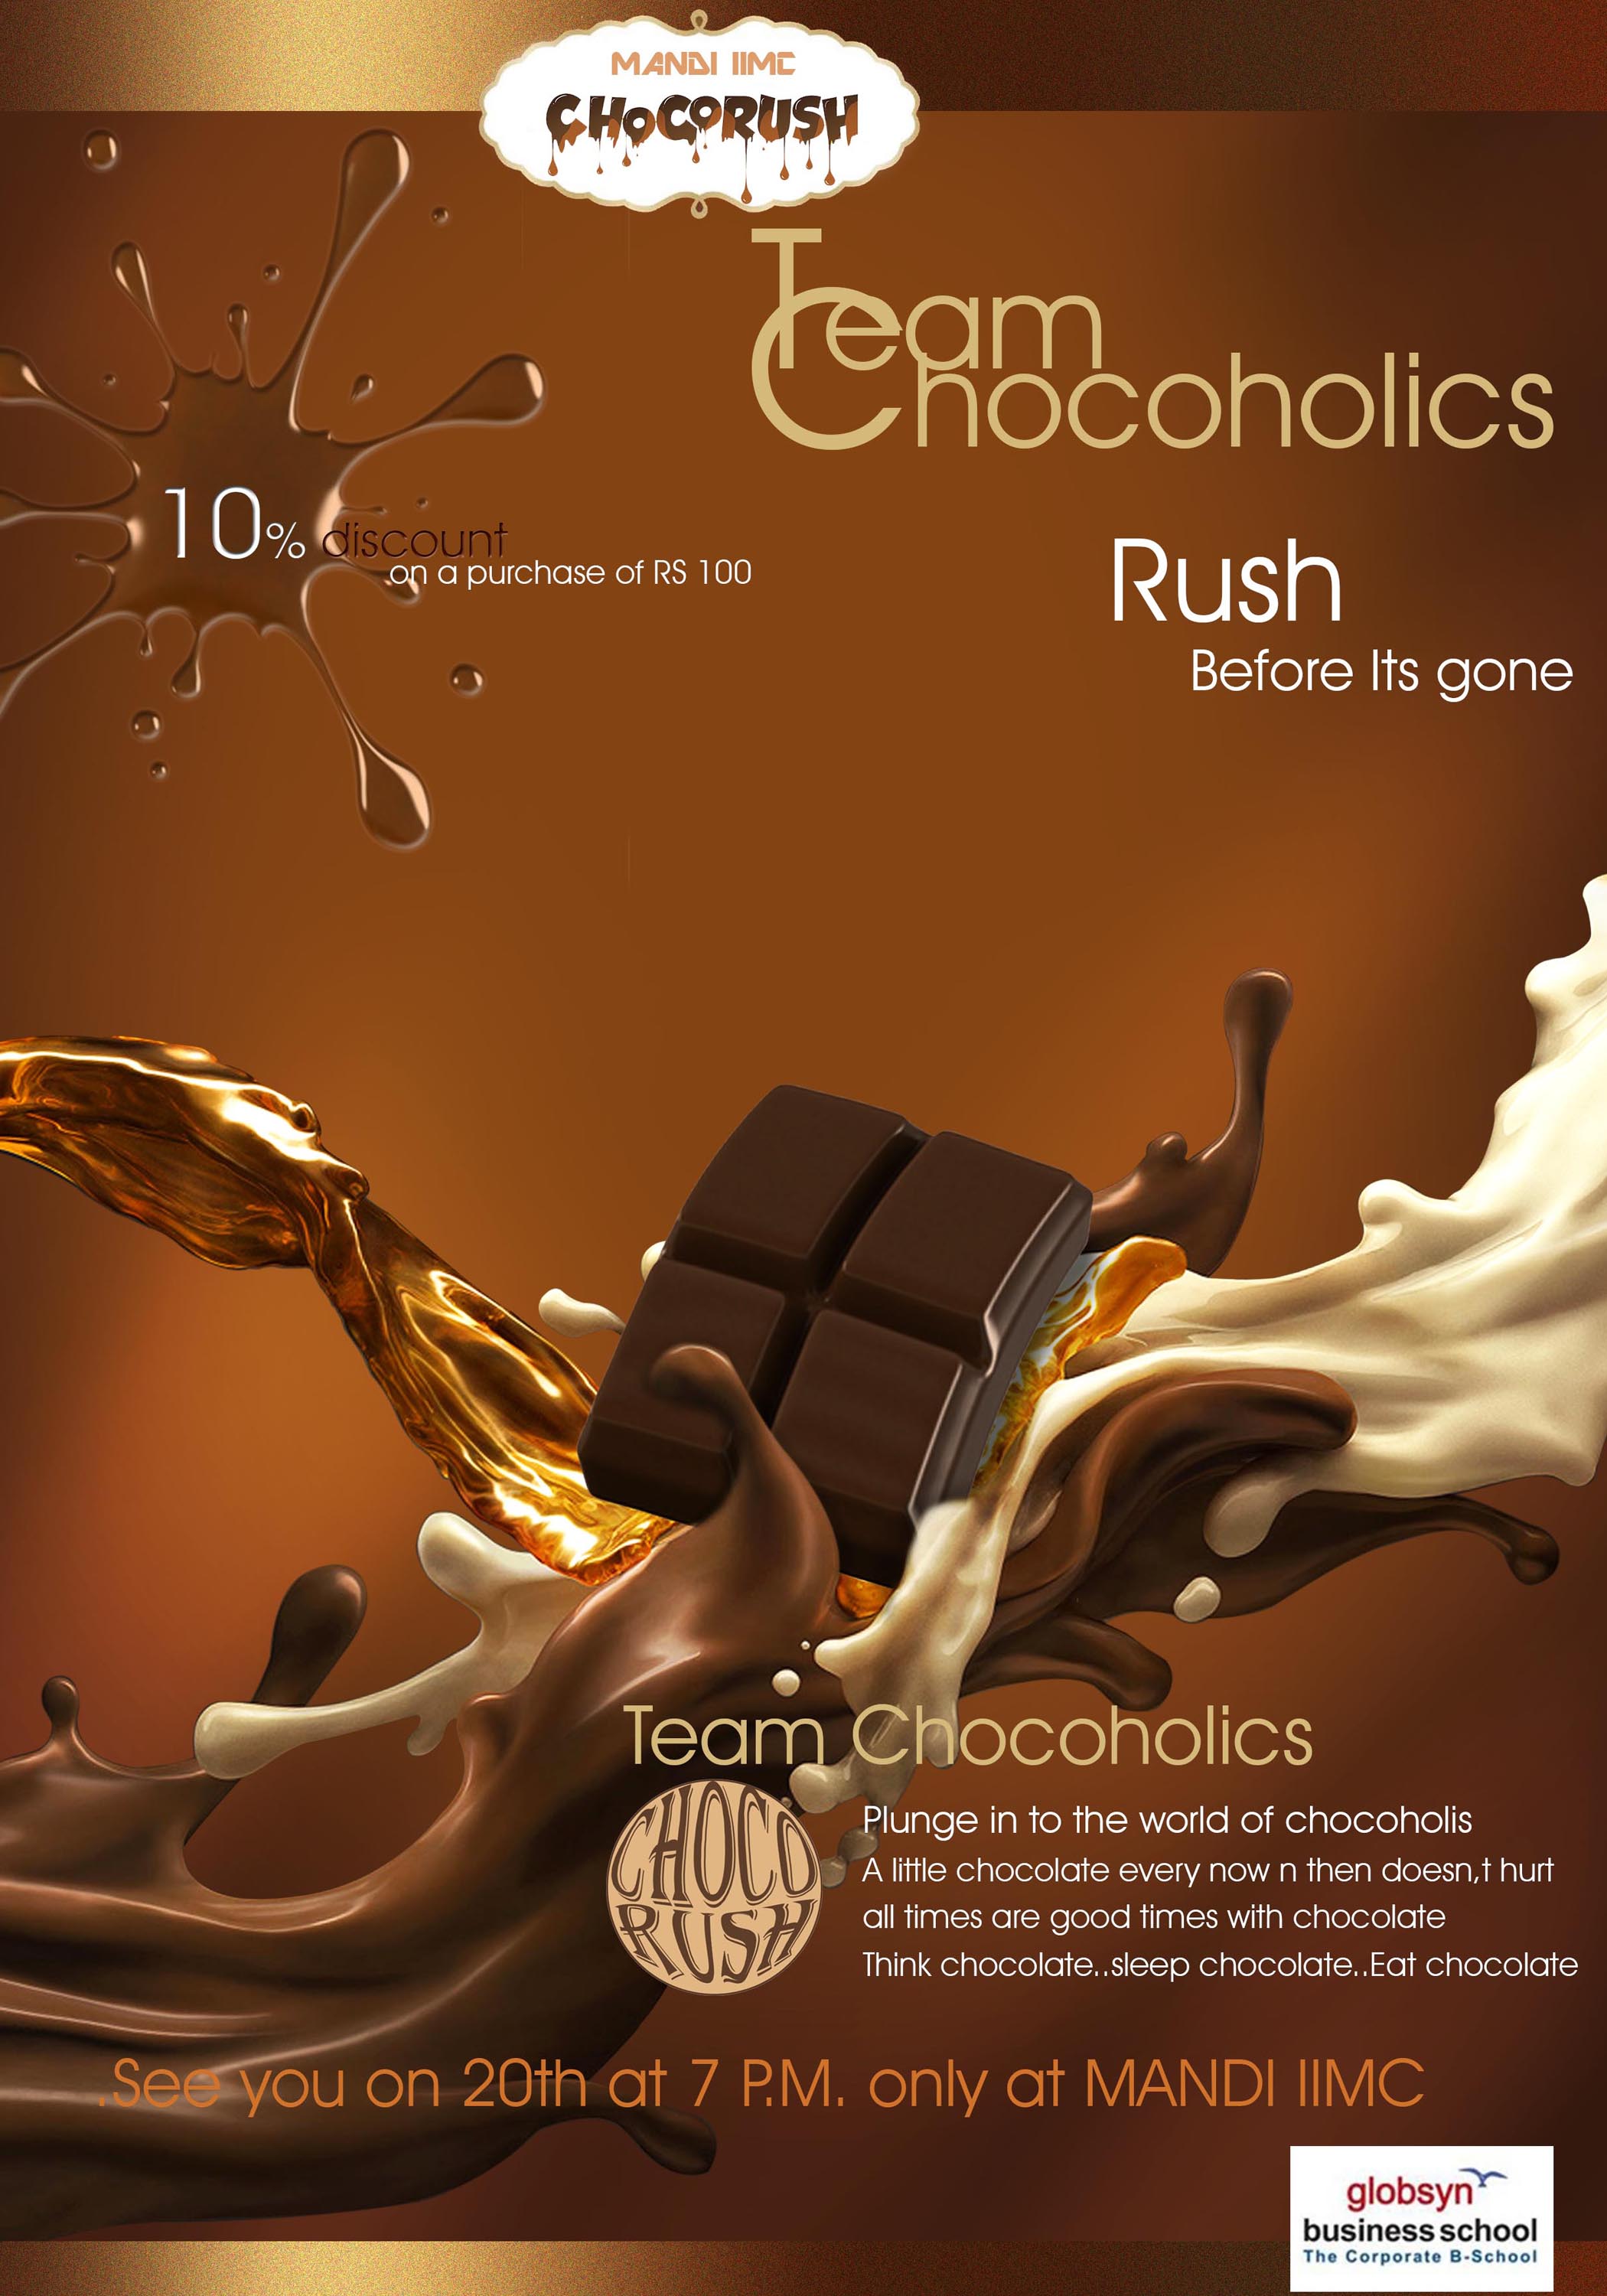 MANDI IIMC
CHOCORUSH
Team
Chocoholics
10% discount
on a purchase of RS 100
Rush
Before Its gone
Team Chocoholics
CHOCO
RUSH
Plunge in to the world of chocoholis
A little chocolate every now n then doesn,t hurt
all times are good times with chocolate
Think chocolate..sleep chocolate..Eat chocolate
.See you on 20th at 7 P.M. only at MANDI IIMC
globsyn
business school
The Corporate B-School